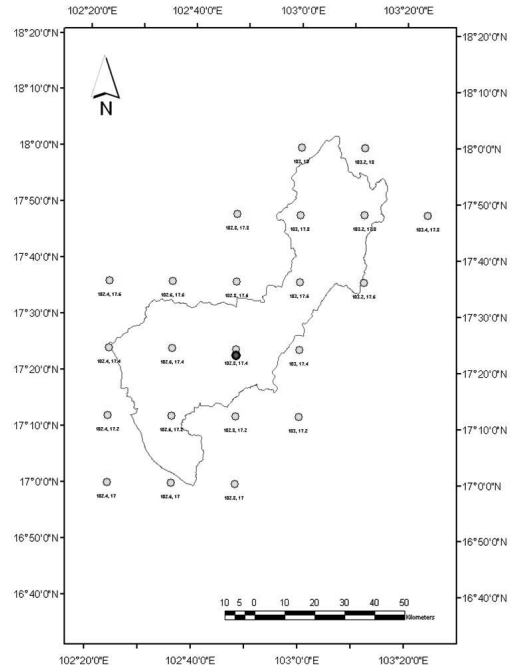 102°20'0"E 102°40'0"E 103°0'0"E 103°20'0"E
18°20'0"N 18°20'0"N
18°10'0"N 18°10'0"N
N
18°0'0"N 18°0'0"N
103, 18 103.2, 18
17°50'0"N 17°50'0"N
102.8, 17.8 103, 17.8 103.2, 17.8 103.4, 17.8
17°40'0"N 17°40'0"N
102.4, 17.6 102.6, 17.6 102.8, 17.6 103, 17.6 103.2, 17.6
17°30'0"N 17°30'0"N
102.4, 17.4 102.6, 17.4 102.8, 17.4 103, 17.4
17°20'0"N 17°20'0"N
102.4, 17.2 102.6, 17.2 102.8, 17.2 103, 17.2
17°10'0"N 17°10'0"N
17°0'0"N 17°0'0"N
102.4, 17 102.6, 17 102.8, 17
16°50'0"N 16°50'0"N
16°40'0"N 16°40'0"N
10 5 0 10 20 30 40 50
Kilometers
102°20'0"E 102°40'0"E 103°0'0"E 103°20'0"E